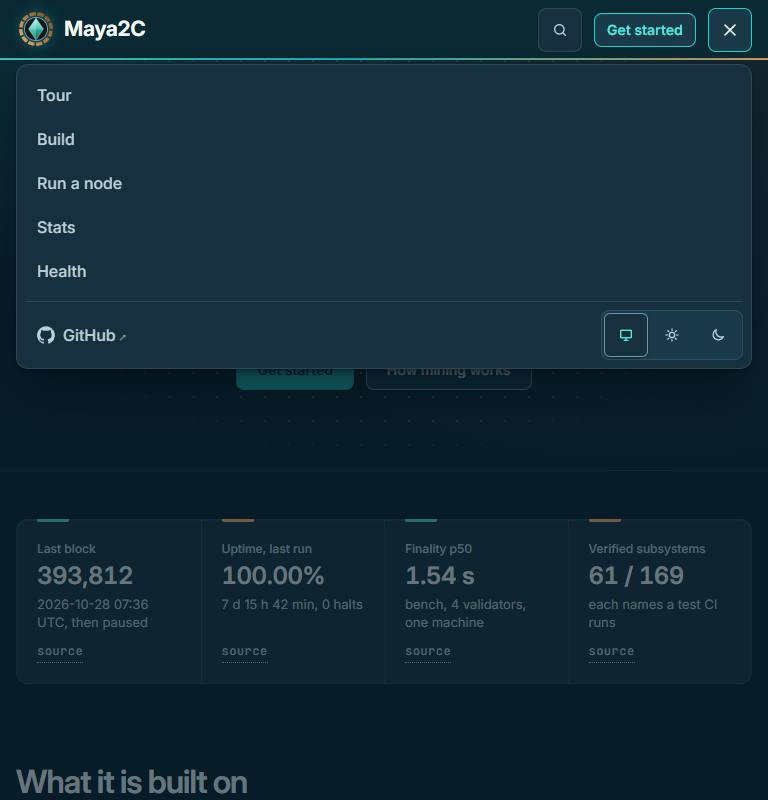 Maya2C
Get started
Tour
Build
Run a node
Stats
Health
GitHub ↗
Get started
How mining works
Last block
393,812
2026-10-28 07:36
UTC, then paused
source
Uptime, last run
100.00%
7 d 15 h 42 min, 0 halts
source
Finality p50
1.54 s
bench, 4 validators,
one machine
source
Verified subsystems
61 / 169
each names a test CI
runs
source
What it is built on